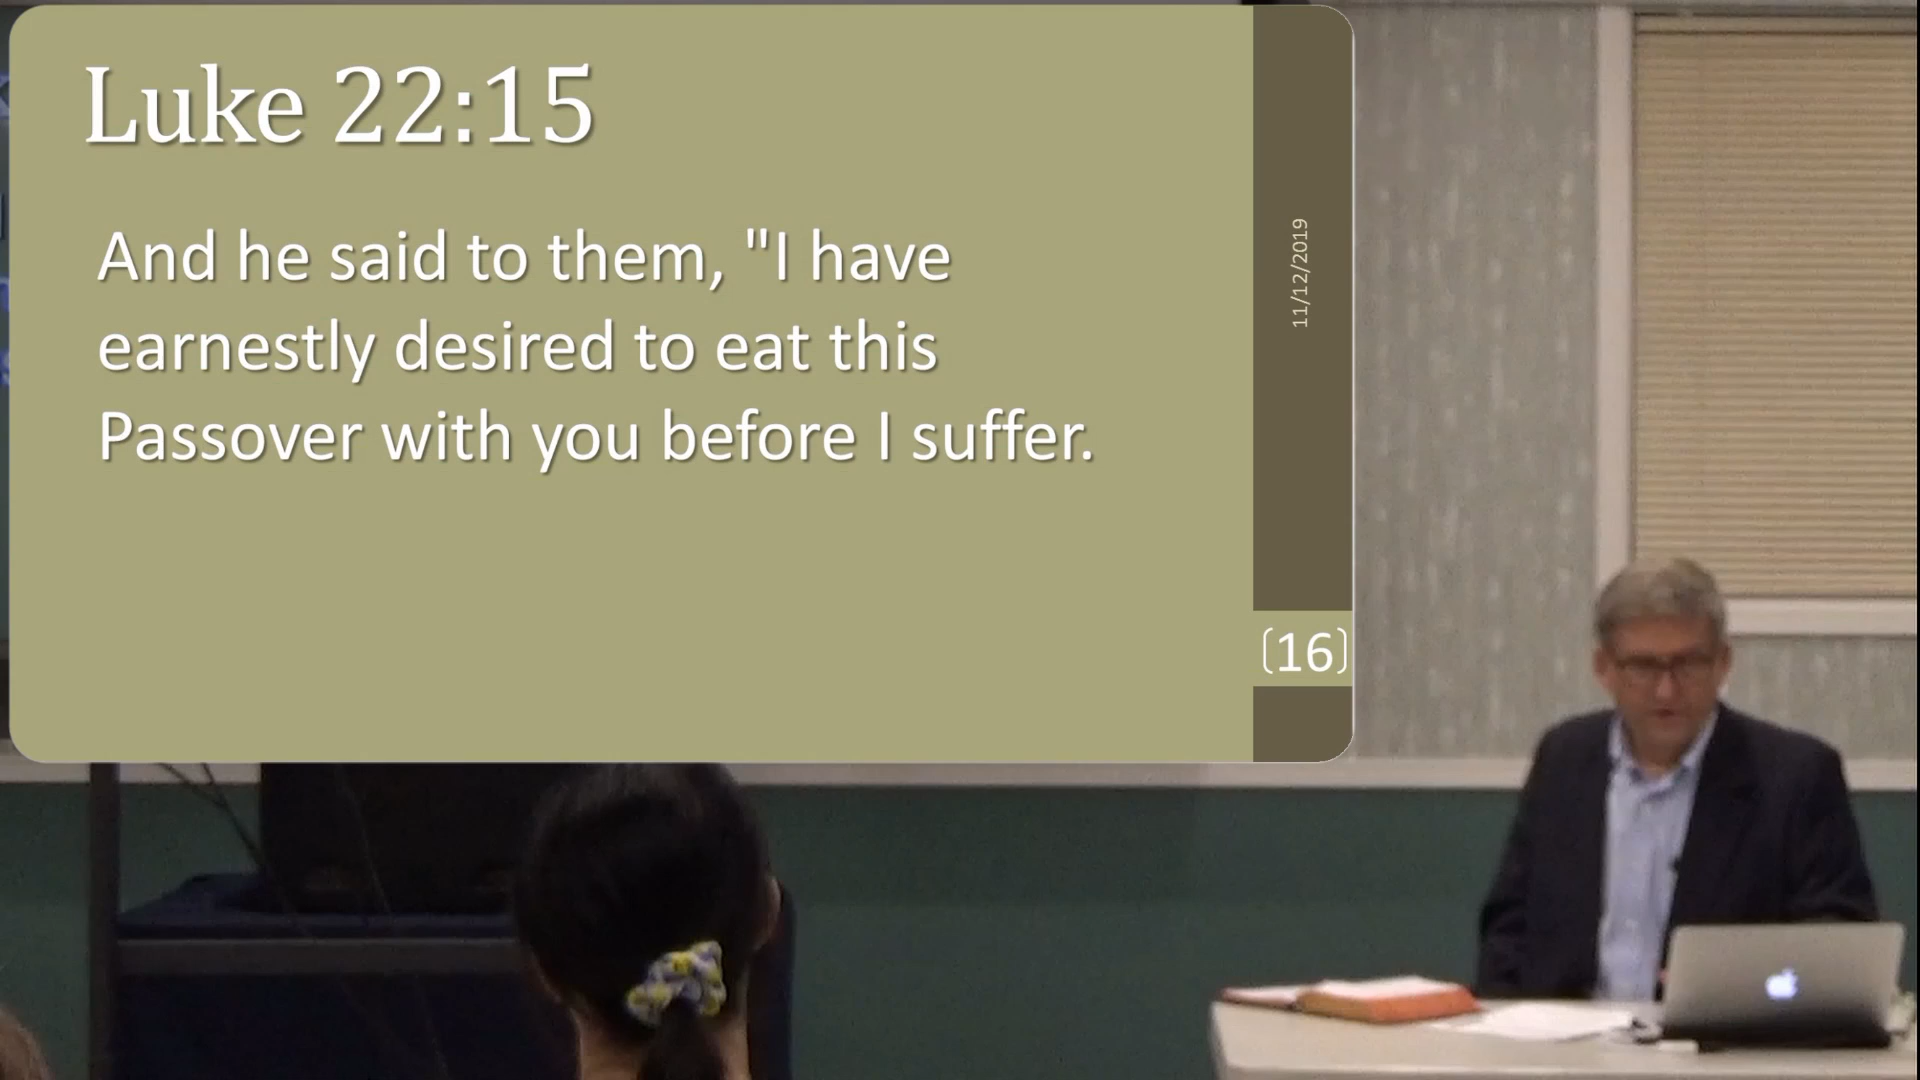 Luke 22:15
And he said to them, "I have
earnestly desired to eat this
Passover with you before I suffer.
11/12/2019
(16)